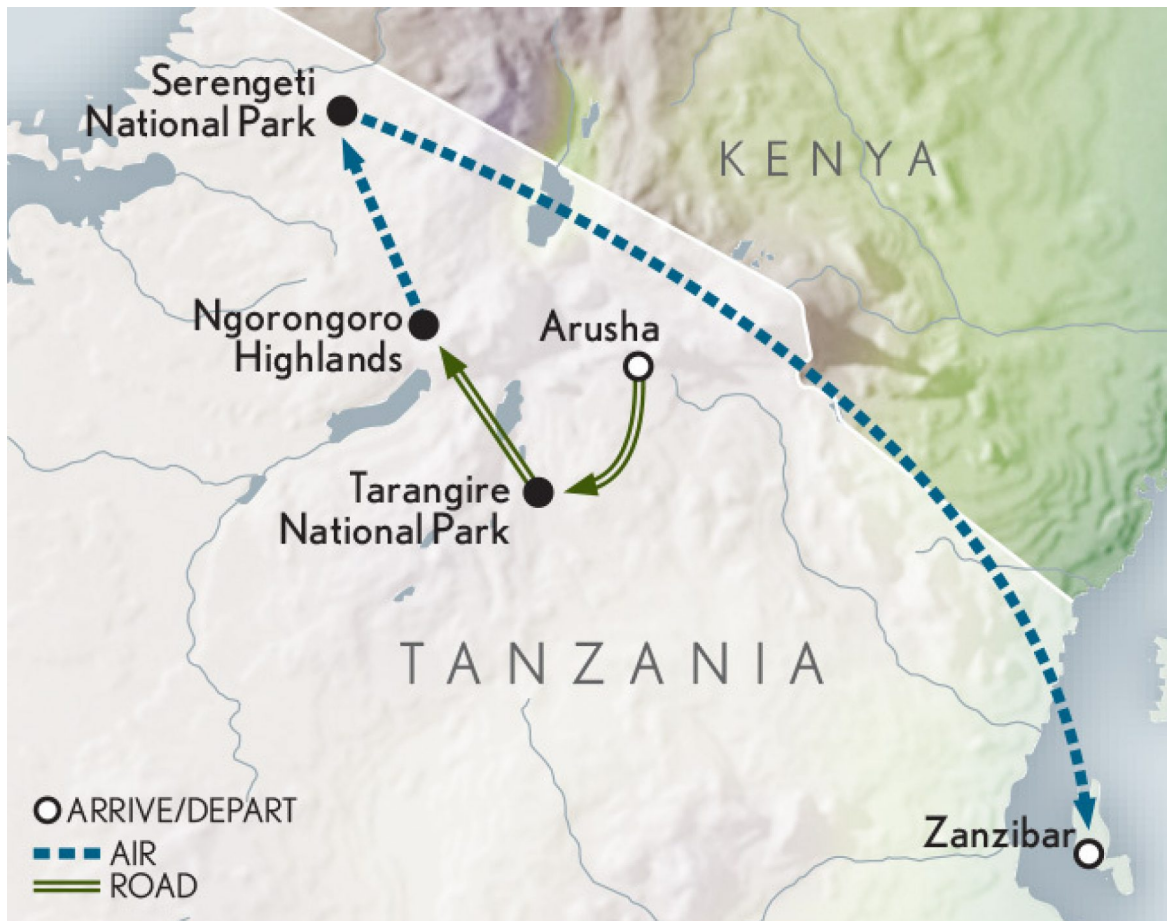 Serengeti
National Park
KENYA
Ngorongoro
Highlands
Arusha
Tarangire
National Park
TANZANIA
Zanzibar
ARRIVE/DEPART
AIR
ROAD